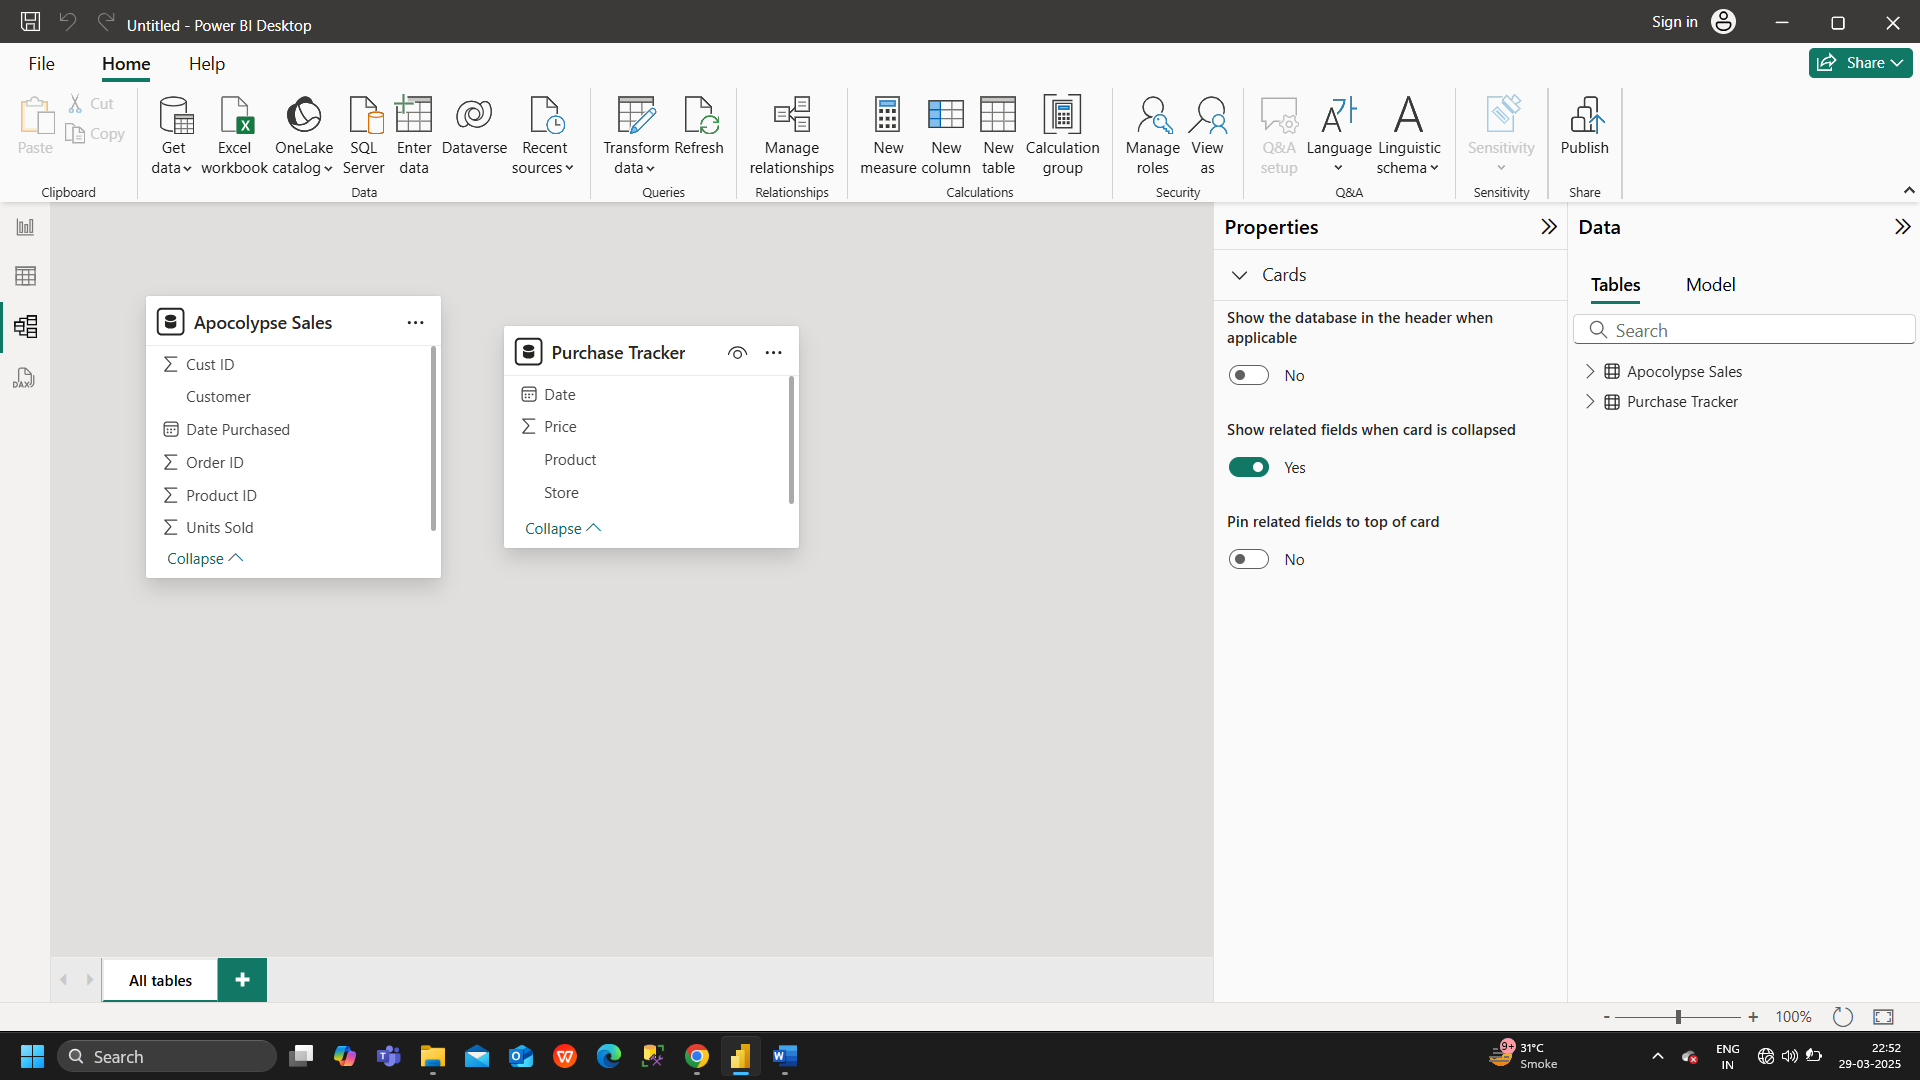 Untitled - Power BI Desktop
Sign in
File
Home
Help
Share
Paste
Cut
Copy
Clipboard
Get data
Excel workbook
OneLake catalog
SQL Server
Enter data
Dataverse
Recent sources
Data
Transform data
Refresh
Queries
Manage relationships
Relationships
New measure
New column
New table
Calculation group
Calculations
Manage roles
View as
Security
Q&A setup
Language
Linguistic schema
Q&A
Sensitivity
Sensitivity
Publish
Share
DAX
Apocolypse Sales
Cust ID
Customer
Date Purchased
Order ID
Product ID
Units Sold
Collapse
Purchase Tracker
Date
Price
Product
Store
Collapse
Properties
Cards
Show the database in the header when
applicable
No
Show related fields when card is collapsed
Yes
Pin related fields to top of card
No
Data
Tables
Model
Search
Apocolypse Sales
Purchase Tracker
All tables
- + 100%
Search
9+
31°C
Smoke
ENG
IN
22:52
29-03-2025